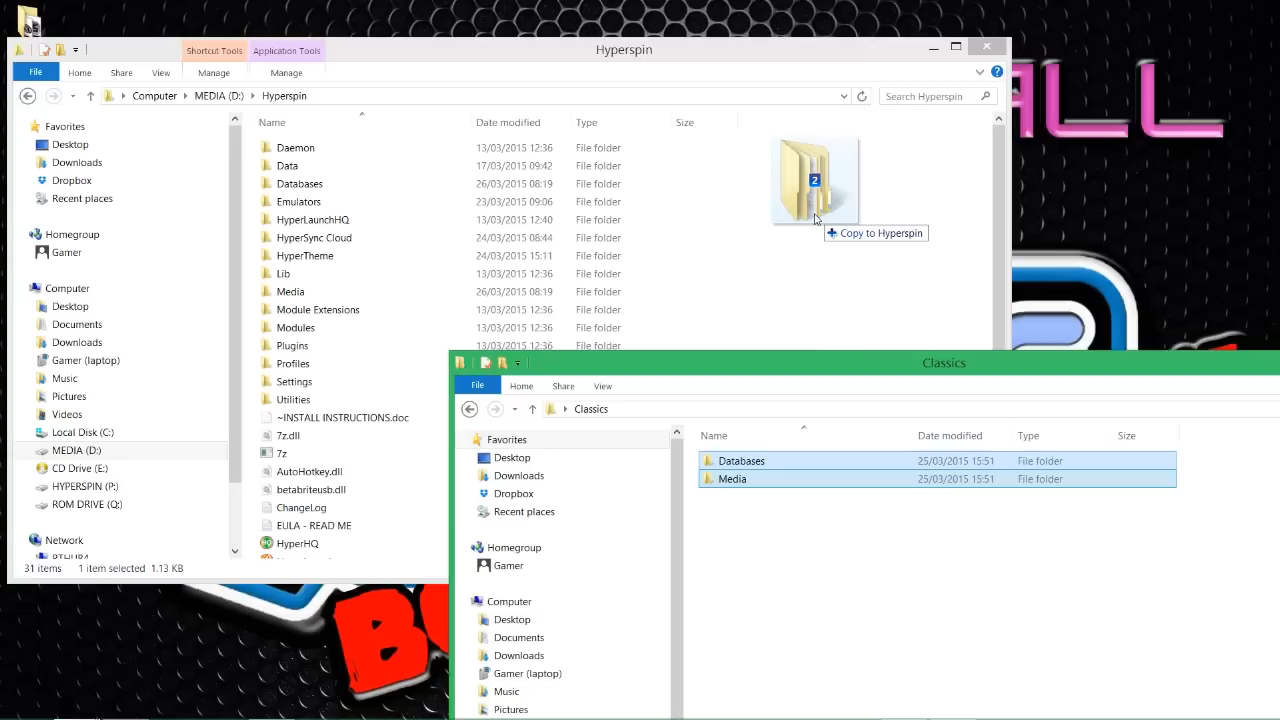 Shortcut Tools Application Tools Hyperspin
File Home Share View Manage Manage
Computer MEDIA (D:) Hyperspin Search Hyperspin
Favorites
Desktop
Downloads
Dropbox
Recent places
Homegroup
Gamer
Computer
Desktop
Documents
Downloads
Gamer (laptop)
Music
Pictures
Videos
Local Disk (C:)
MEDIA (D:)
CD Drive (E:)
HYPERSPIN (P:)
ROM DRIVE (Q:)
Network
Name Date modified Type Size
Daemon 13/03/2015 12:36 File folder
Data 17/03/2015 09:42 File folder
Databases 26/03/2015 08:19 File folder
Emulators 23/03/2015 09:06 File folder
HyperLaunchHQ 13/03/2015 12:40 File folder
HyperSync Cloud 24/03/2015 08:44 File folder
HyperTheme 24/03/2015 15:11 File folder
Lib 13/03/2015 12:36 File folder
Media 26/03/2015 08:19 File folder
Module Extensions 13/03/2015 12:36 File folder
Modules 13/03/2015 12:36 File folder
Plugins 13/03/2015 12:36 File folder
Profiles
Settings
Utilities
~INSTALL INSTRUCTIONS.doc
7z.dll
7z
AutoHotkey.dll
betabriteusb.dll
ChangeLog
EULA - READ ME
HyperHQ
2
Copy to Hyperspin
31 items 1 item selected 1.13 KB
Classics
File Home Share View
Classics
Favorites
Desktop
Downloads
Dropbox
Recent places
Homegroup
Gamer
Computer
Desktop
Documents
Downloads
Gamer (laptop)
Music
Pictures
Name Date modified Type Size
Databases 25/03/2015 15:51 File folder
Media 25/03/2015 15:51 File folder
ALL